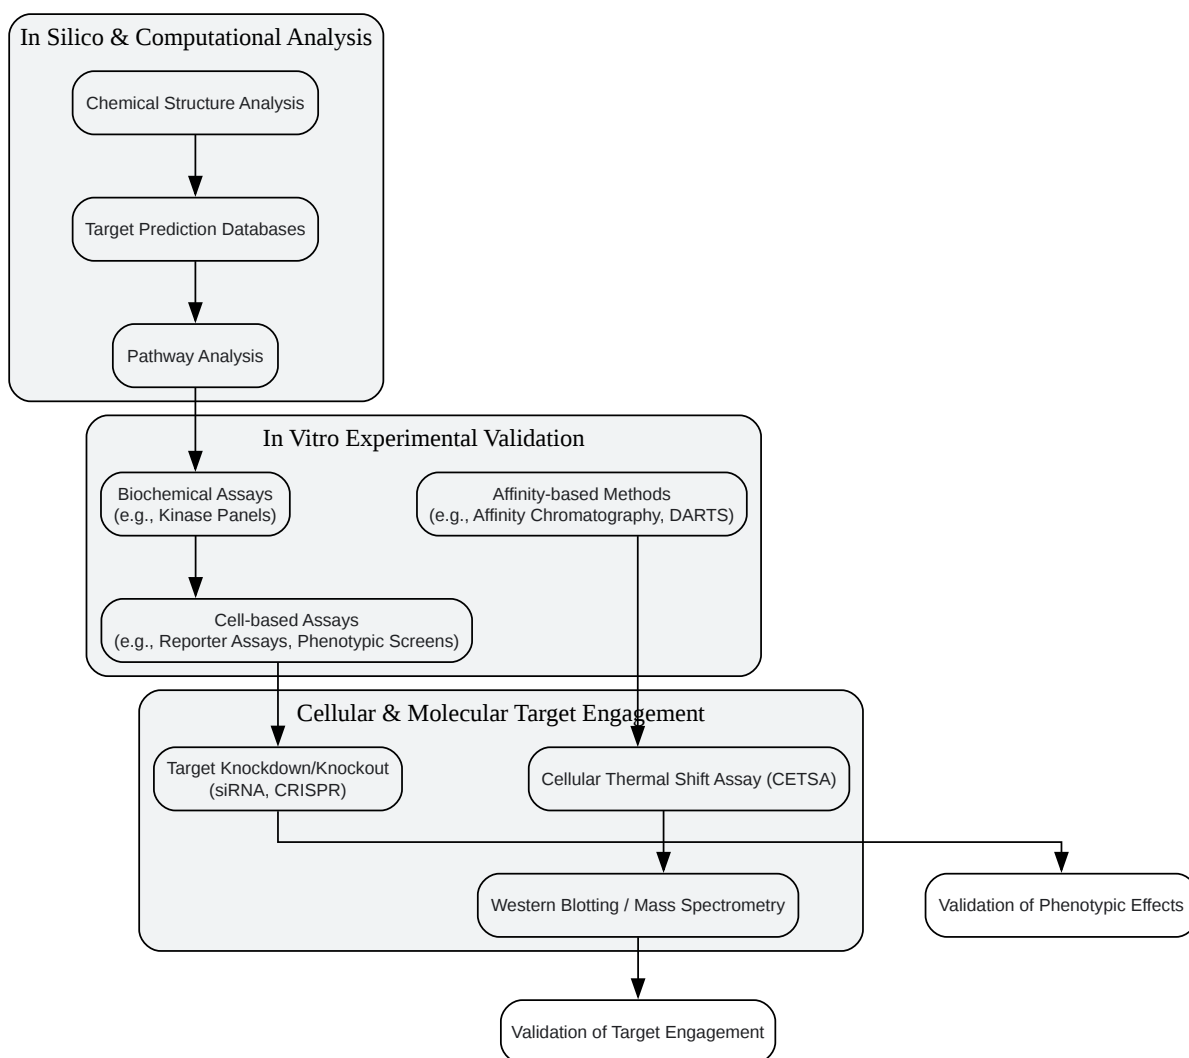 In Silico & Computational Analysis
Chemical Structure Analysis
Target Prediction Databases
Pathway Analysis
In Vitro Experimental Validation
Biochemical Assays
(e.g., Kinase Panels)
Affinity-based Methods
(e.g., Affinity Chromatography, DARTS)
Cell-based Assays
(e.g., Reporter Assays, Phenotypic Screens)
Cellular & Molecular Target Engagement
Target Knockdown/Knockout
(siRNA, CRISPR)
Cellular Thermal Shift Assay (CETSA)
Western Blotting / Mass Spectrometry
Validation of Phenotypic Effects
Validation of Target Engagement